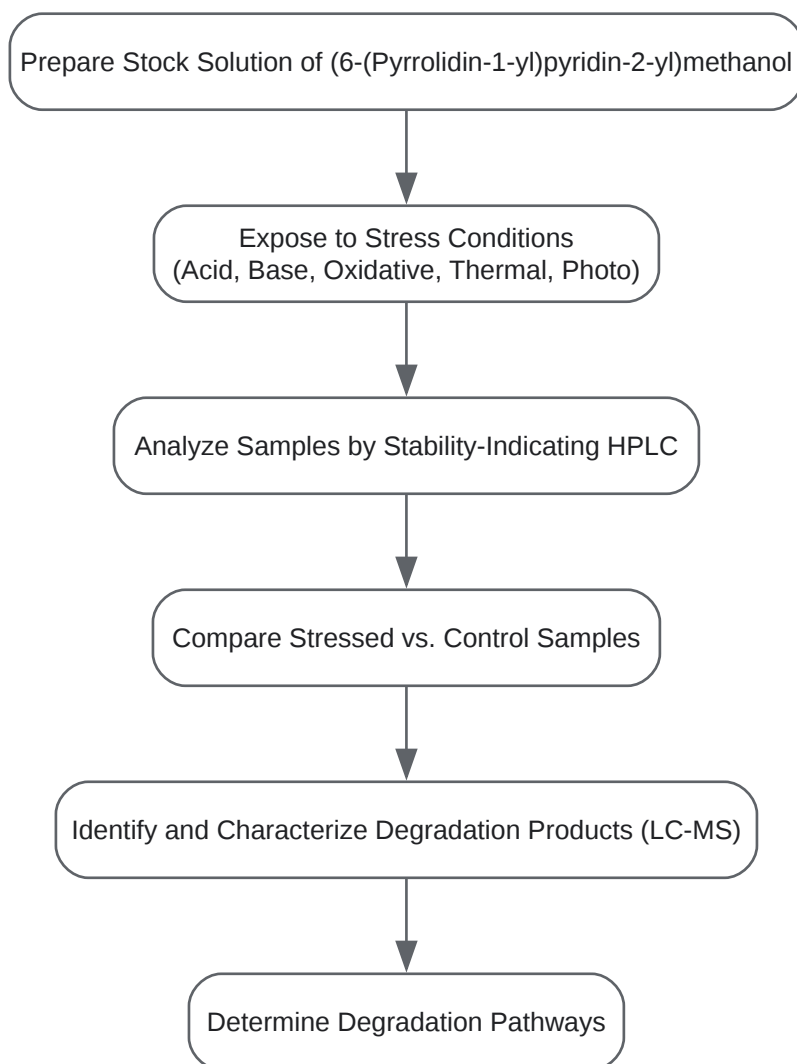 Prepare Stock Solution of (6-(Pyrrolidin-1-yl)pyridin-2-yl)methanol
Expose to Stress Conditions
(Acid, Base, Oxidative, Thermal, Photo)
Analyze Samples by Stability-Indicating HPLC
Compare Stressed vs. Control Samples
Identify and Characterize Degradation Products (LC-MS)
Determine Degradation Pathways